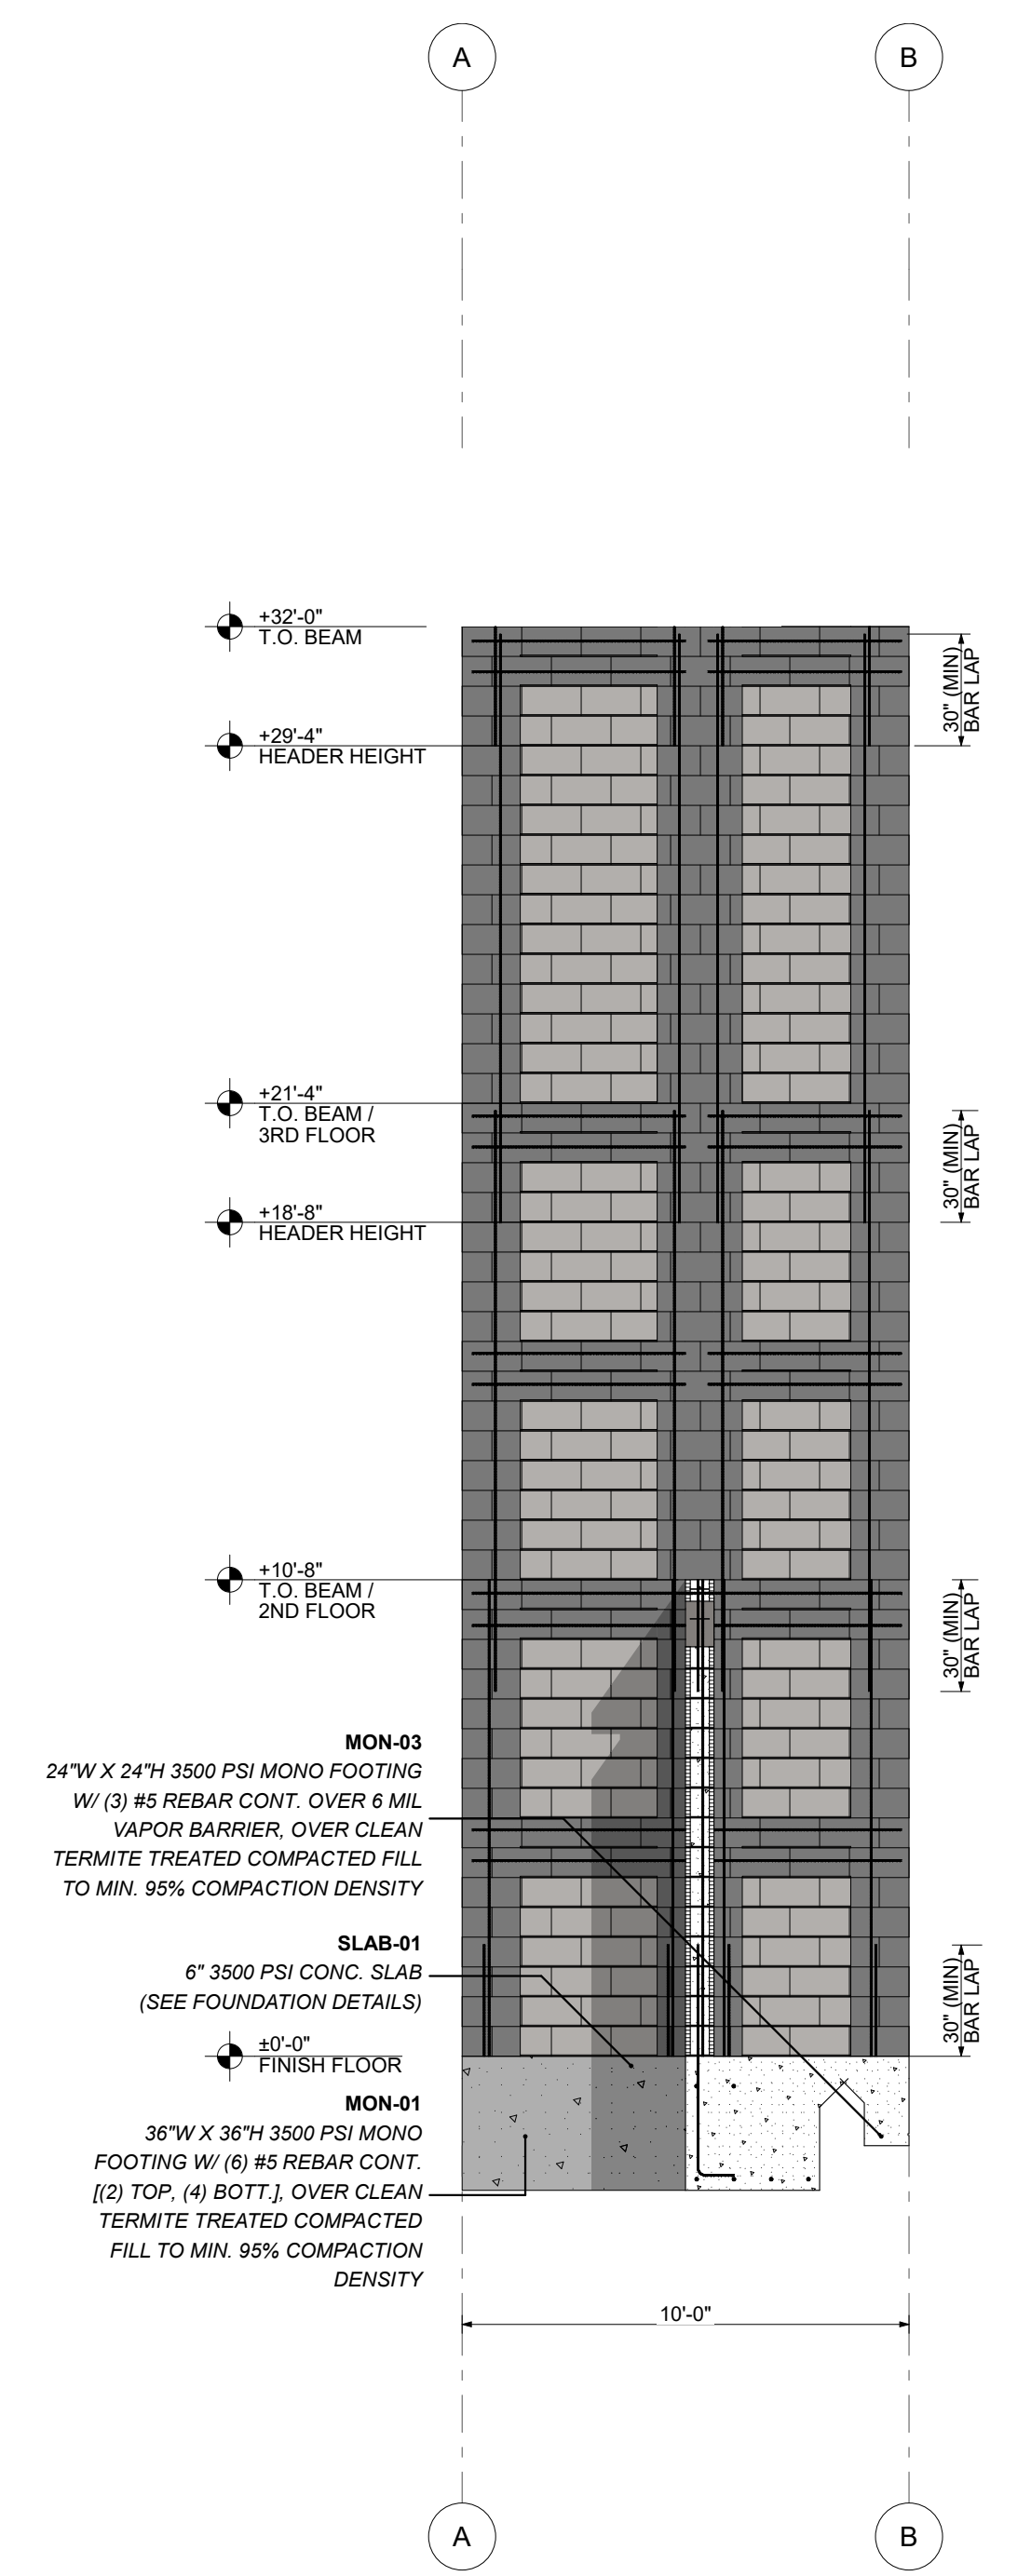 A
B
+32'-0"
T.O. BEAM
30" (MIN)
BAR LAP
+29'-4"
HEADER HEIGHT
+21'-4"
T.O. BEAM /
3RD FLOOR
30" (MIN)
BAR LAP
+18'-8"
HEADER HEIGHT
+10'-8"
T.O. BEAM /
2ND FLOOR
30" (MIN)
BAR LAP
MON-03
24"W X 24"H 3500 PSI MONO FOOTING
W/ (3) #5 REBAR CONT. OVER 6 MIL
VAPOR BARRIER, OVER CLEAN
TERMITE TREATED COMPACTED FILL
TO MIN. 95% COMPACTION DENSITY
SLAB-01
6" 3500 PSI CONC. SLAB
(SEE FOUNDATION DETAILS)
30" (MIN)
BAR LAP
±0'-0"
FINISH FLOOR
MON-01
36"W X 36"H 3500 PSI MONO
FOOTING W/ (6) #5 REBAR CONT.
[(2) TOP, (4) BOTT.], OVER CLEAN
TERMITE TREATED COMPACTED
FILL TO MIN. 95% COMPACTION
DENSITY
10'-0"
A
B